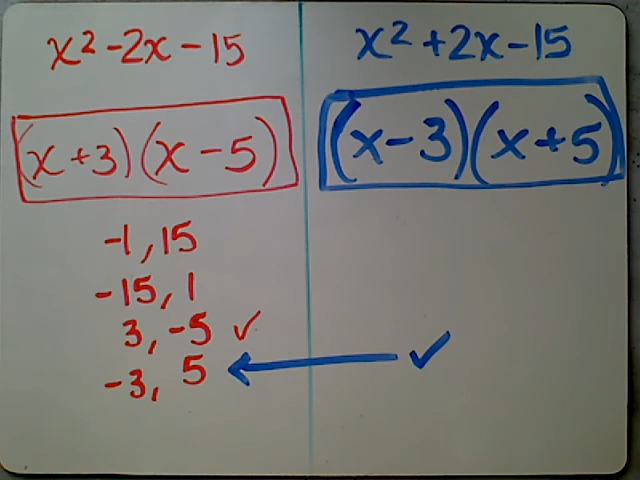 x² -2x -15
(x+3)(x-5)
-1, 15
-15, 1
3, -5 ✓
-3, 5
x² +2x-15
(x-3)(x+5)
← ✓